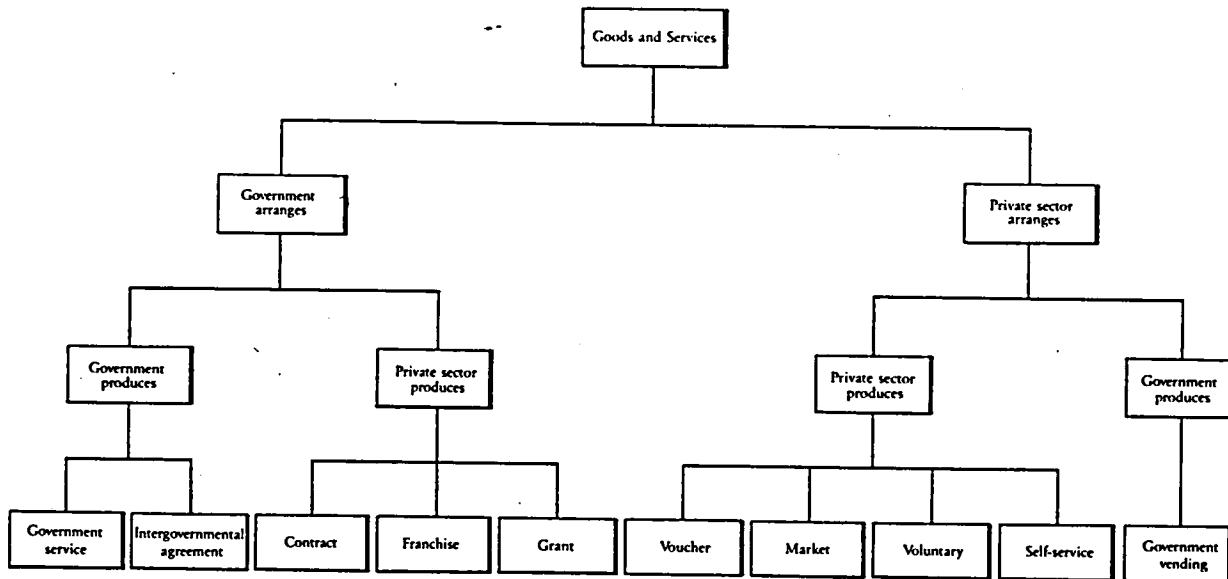 Goods and Services
Government
arranges
Private sector
arranges
Government
produces
Private sector
produces
Private sector
produces
Government
produces
Government
service
Intergovernmental
agreement
Contract
Franchise
Grant
Voucher
Market
Voluntary
Self-service
Government
vending